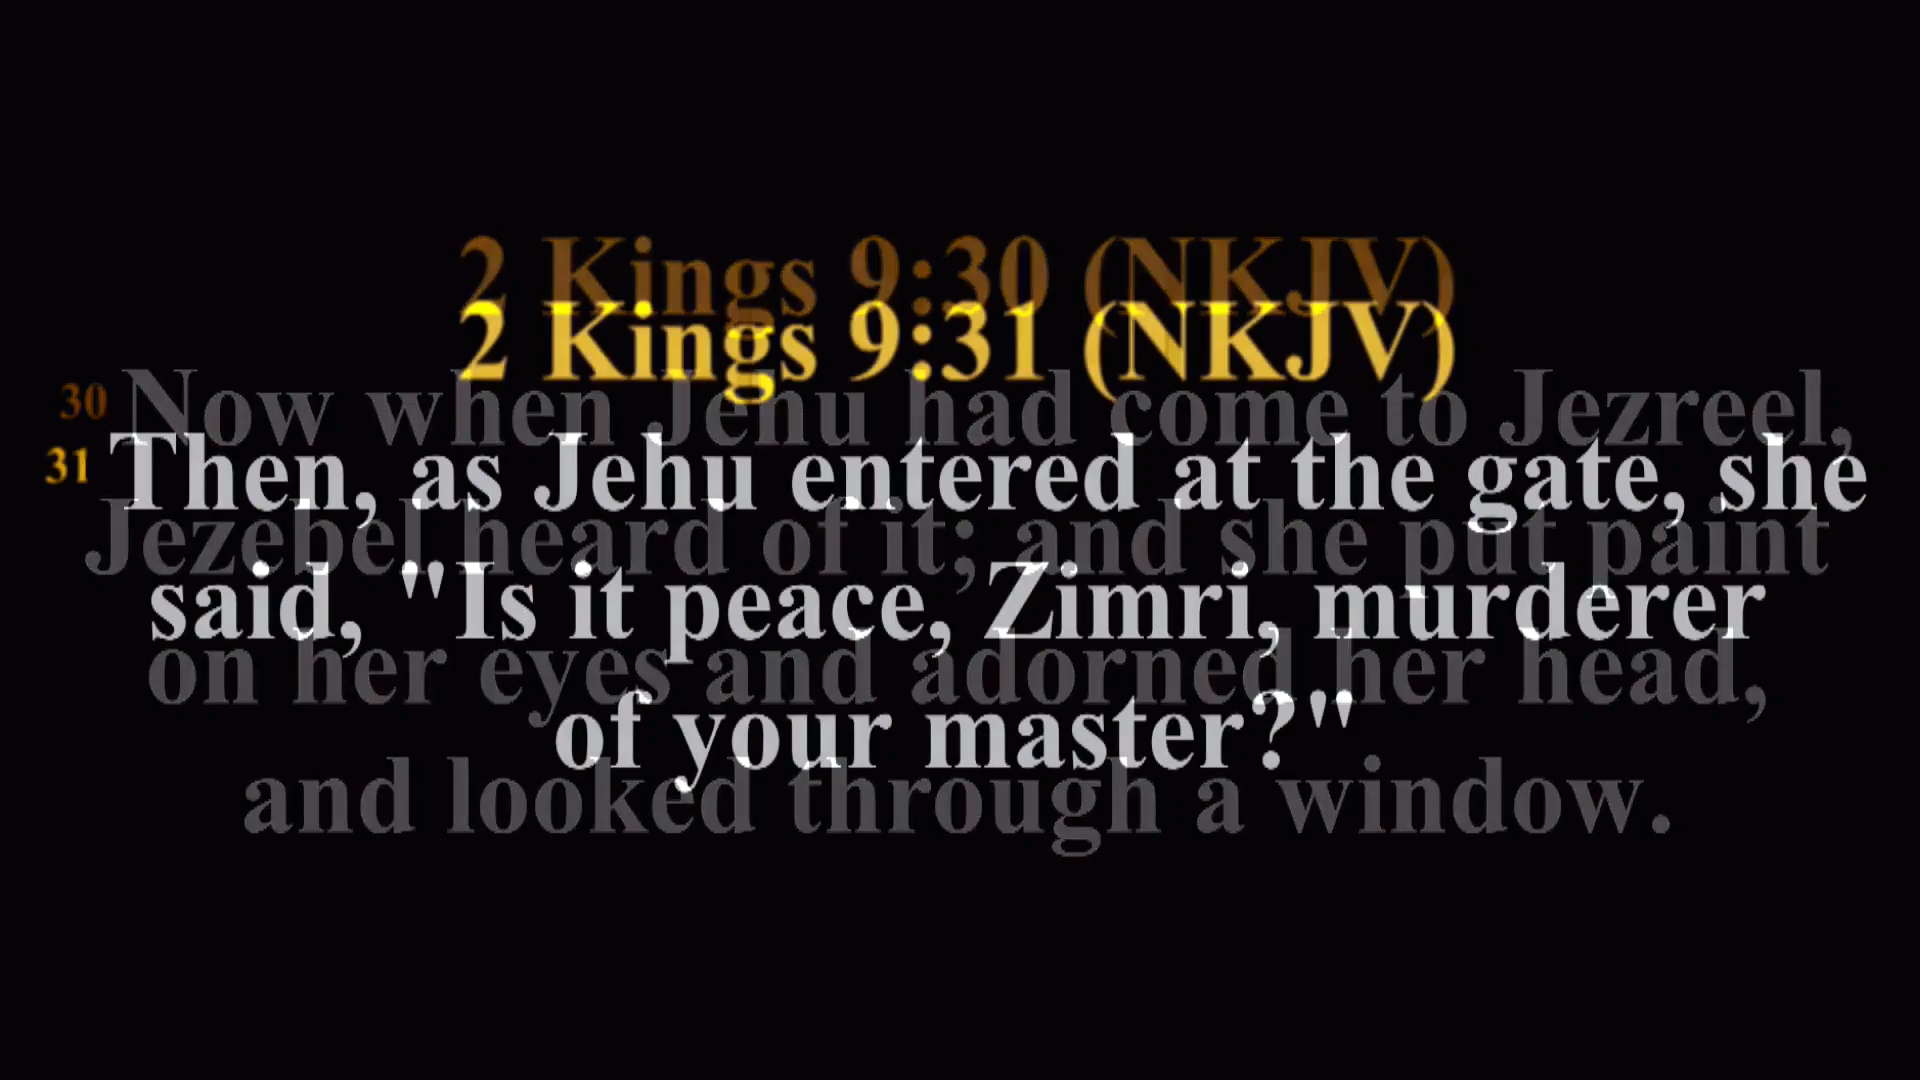 2 Kings 9:30 (NKJV)
30 Now when Jehu had come to Jezreel,
Jezebel heard of it; and she put paint
on her eyes and adorned her head,
and looked through a window.
2 Kings 9:31 (NKJV)
31 Then, as Jehu entered at the gate, she
said, "Is it peace, Zimri, murderer
of your master?"